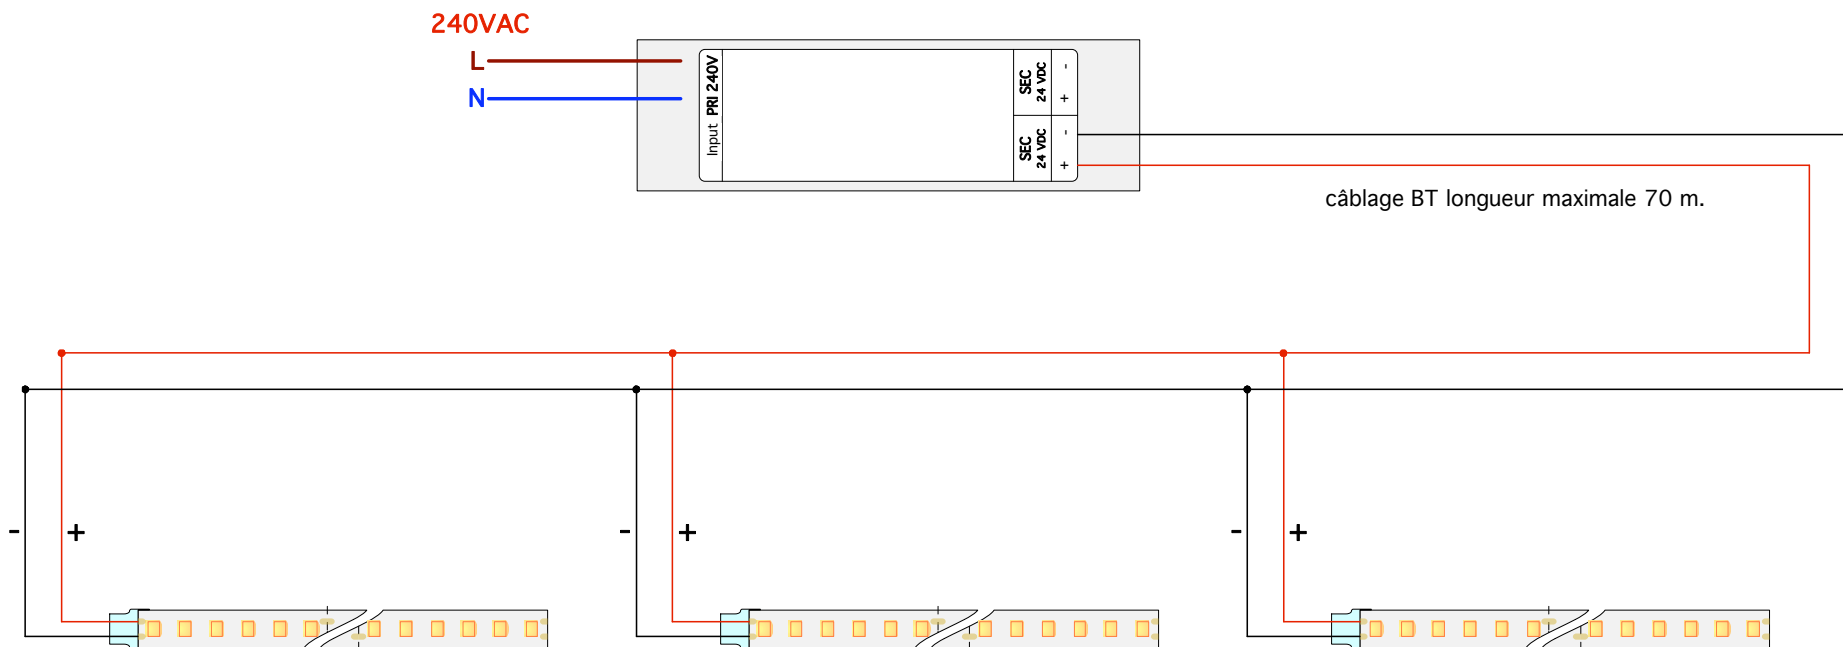 240VAC
L
N
Input PRI 240V
SEC
24 VDC
-
+
SEC
24 VDC
-
+
câblage BT longueur maximale 70 m.
- +
- +
- +